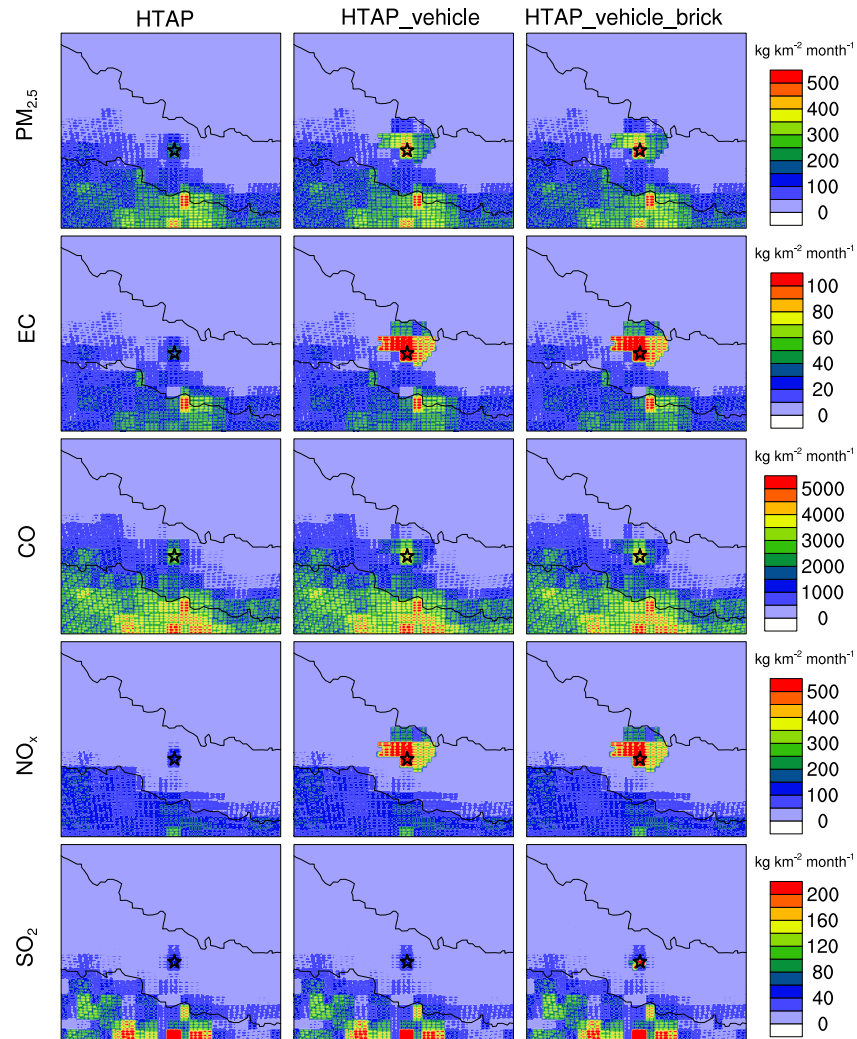 HTAP HTAP_vehicle HTAP_vehicle_brick
PM2.5
kg km-2 month-1
500
400
300
200
100
0
EC
kg km-2 month-1
100
80
60
40
20
0
CO
kg km-2 month-1
5000
4000
3000
2000
1000
0
NOx
kg km-2 month-1
500
400
300
200
100
0
SO2
kg km-2 month-1
200
160
120
80
40
0